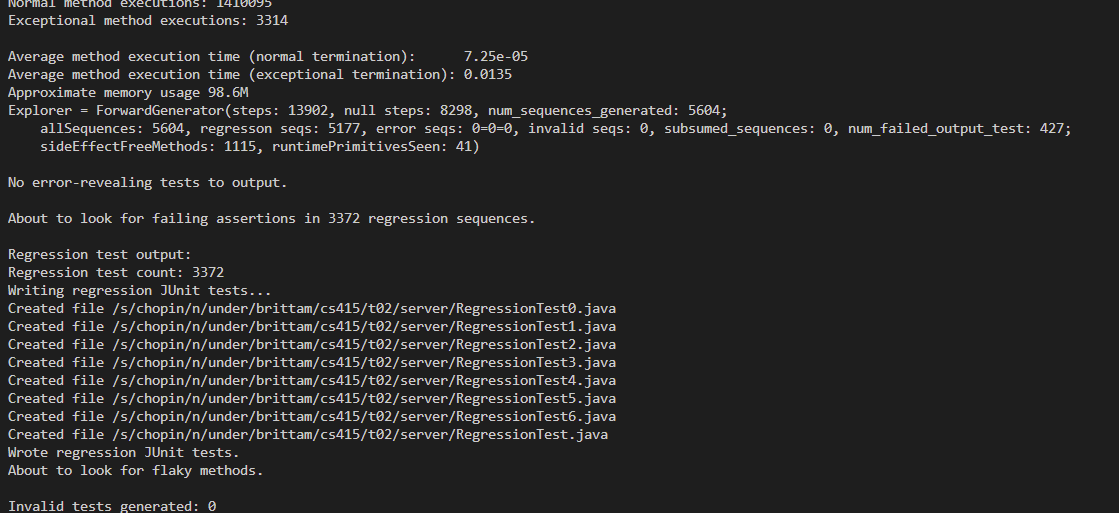 Normal method executions: 1410095
Exceptional method executions: 3314
Average method execution time (normal termination):      7.25e-05
Average method execution time (exceptional termination): 0.0135
Approximate memory usage 98.6M
Explorer = ForwardGenerator(steps: 13902, null steps: 8298, num_sequences_generated: 5604;
    allSequences: 5604, regresson seqs: 5177, error seqs: 0=0=0, invalid seqs: 0, subsumed_sequences: 0, num_failed_output_test: 427;
    sideEffectFreeMethods: 1115, runtimePrimitivesSeen: 41)
No error-revealing tests to output.
About to look for failing assertions in 3372 regression sequences.
Regression test output:
Regression test count: 3372
Writing regression JUnit tests...
Created file /s/chopin/n/under/brittam/cs415/t02/server/RegressionTest0.java
Created file /s/chopin/n/under/brittam/cs415/t02/server/RegressionTest1.java
Created file /s/chopin/n/under/brittam/cs415/t02/server/RegressionTest2.java
Created file /s/chopin/n/under/brittam/cs415/t02/server/RegressionTest3.java
Created file /s/chopin/n/under/brittam/cs415/t02/server/RegressionTest4.java
Created file /s/chopin/n/under/brittam/cs415/t02/server/RegressionTest5.java
Created file /s/chopin/n/under/brittam/cs415/t02/server/RegressionTest6.java
Created file /s/chopin/n/under/brittam/cs415/t02/server/RegressionTest.java
Wrote regression JUnit tests.
About to look for flaky methods.
Invalid tests generated: 0